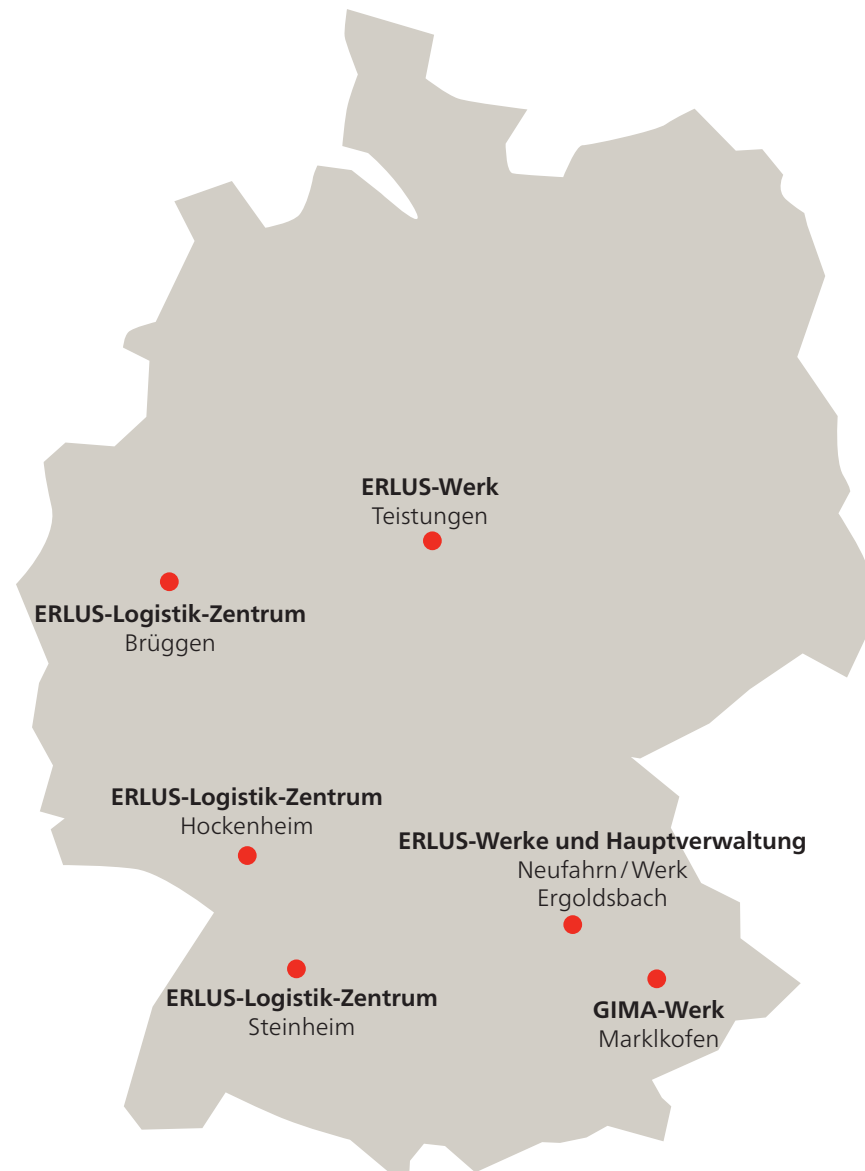 ERLUS-Werk
Teistungen
ERLUS-Logistik-Zentrum
Brüggen
ERLUS-Logistik-Zentrum
Hockenheim
ERLUS-Werke und Hauptverwaltung
Neufahrn/Werk
Ergoldsbach
ERLUS-Logistik-Zentrum
Steinheim
GIMA-Werk
Marklkofen